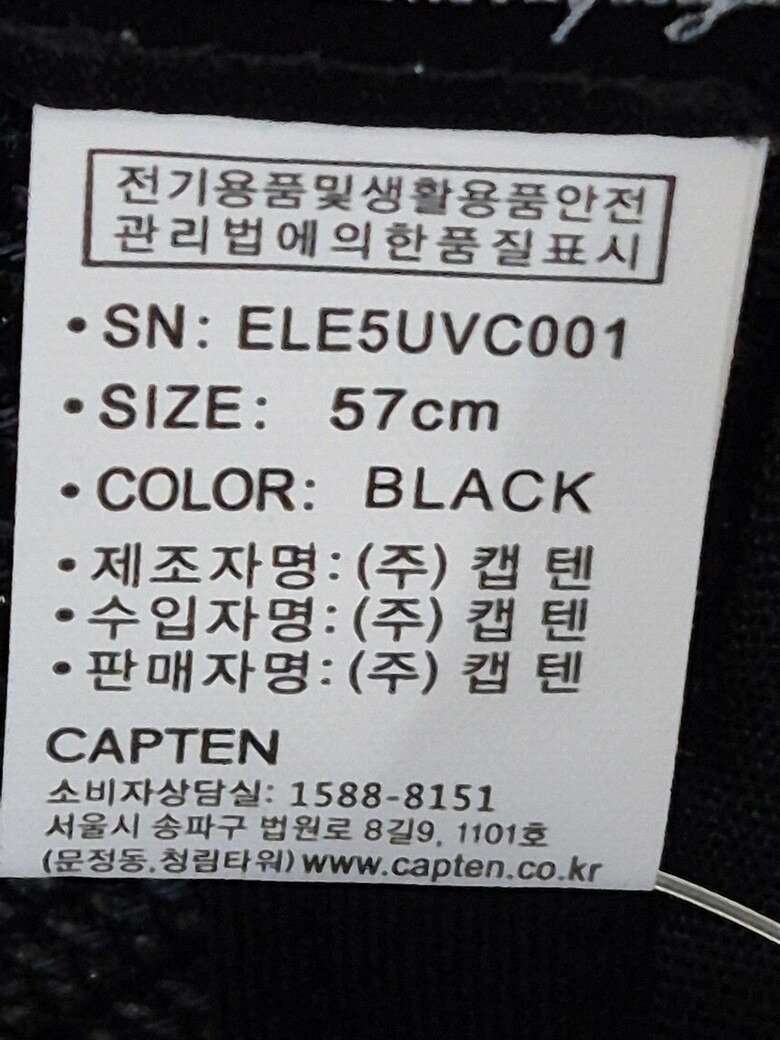 전기용품및생활용품안전
관리법에의한품질표시
• SN: ELE5UVC001
• SIZE: 57cm
• COLOR: BLACK
• 제조자명: (주) 캡 텐
• 수입자명: (주) 캡 텐
• 판매자명: (주) 캡 텐
CAPTEN
소비자상담실: 1588-8151
서울시 송파구 법원로 8길9, 1101호
(문정동,청림타워) www.capten.co.kr